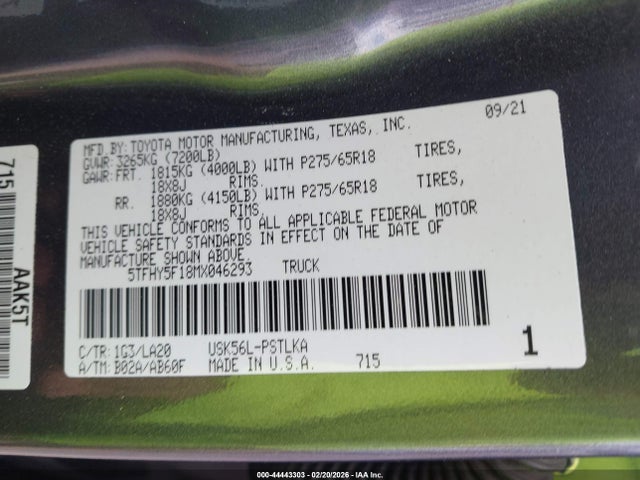 09/21
MFD.BY:TOYOTA MOTOR MANUFACTURING, TEXAS, INC.
GVWR:3265KG (7200LB)
GAWR:FRT. 1815KG (4000LB) WITH P275/65R18 TIRES,
18X8J RIMS.
RR. 1880KG (4150LB) WITH P275/65R18 TIRES,
18X8J RIMS.
THIS VEHICLE CONFORMS TO ALL APPLICABLE FEDERAL MOTOR
VEHICLE SAFETY STANDARDS IN EFFECT ON THE DATE OF
MANUFACTURE SHOWN ABOVE.
5TFHY5F18MX046293 TRUCK
C/TR:1G3/LA20 USK56L-PSTLKA
A/TM:B02A/AB60F MADE IN U.S.A. 715
1
715
AAK5T
000-44443303 - 02/20/2026 - IAA Inc.